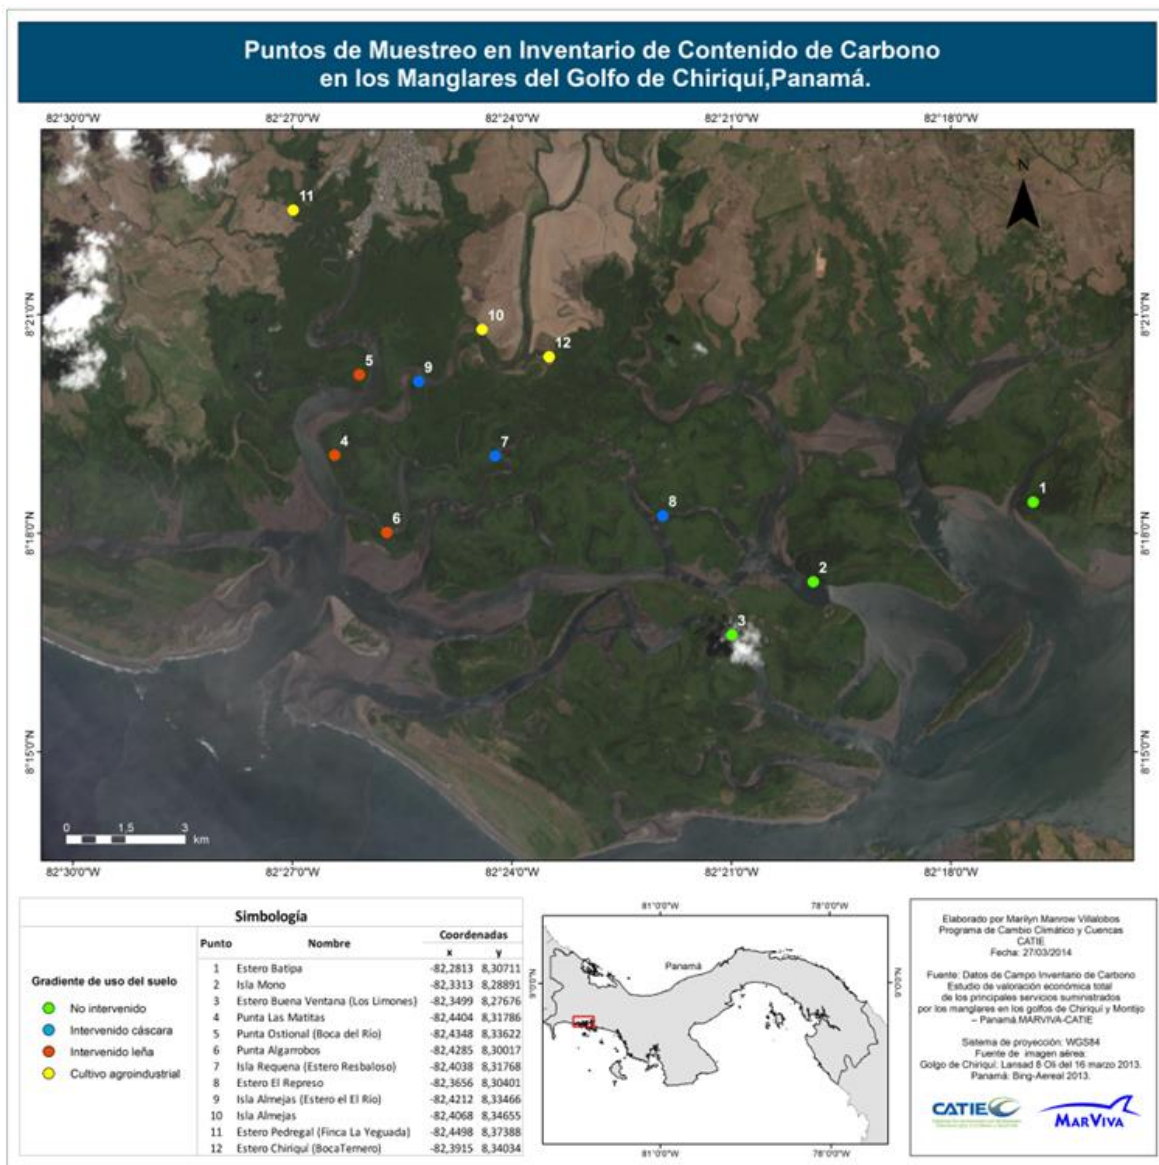 Puntos de Muestreo en Inventario de Contenido de Carbono
en los Manglares del Golfo de Chiriquí,Panamá.
82°30'0"W 82°27'0"W 82°24'0"W 82°21'0"W 82°18'0"W
N
11
8°21'0"N 8°21'0"N
10
12
5
9
4
7
1
8
6
8°18'0"N 8°18'0"N
2
3
8°15'0"N 8°15'0"N
0 1,5 3
km
82°30'0"W 82°27'0"W 82°24'0"W 82°21'0"W 82°18'0"W
Simbología
Gradiente de uso del suelo
No intervenido
Intervenido cáscara
Intervenido leña
Cultivo agroindustrial
Coordenadas
Punto Nombre x y
1 Estero Batipa -82,2813 8,30711
2 Isla Mono -82,3313 8,28891
3 Estero Buena Ventana (Los Limones) -82,3499 8,27676
4 Punta Las Matitas -82,4404 8,31786
5 Punta Ostional (Boca del Río) -82,4348 8,33622
6 Punta Algarrobos -82,4285 8,30017
7 Isla Requena (Estero Resbaloso) -82,4038 8,31768
8 Estero El Represo -82,3656 8,30401
9 Isla Almejas (Estero el El Río) -82,4212 8,33466
10 Isla Almejas -82,4068 8,34655
11 Estero Pedregal (Finca La Yeguada) -82,4498 8,37388
12 Estero Chiriquí (BocaTernero) -82,3915 8,34034
81°0'0"W 78°0'0"W
Panamá
81°0'0"W 78°0'0"W
Elaborado por Marilyn Manrow Villalobos
Programa de Cambio Climático y Cuencas
CATIE
Fecha: 27/03/2014
Fuente: Datos de Campo Inventario de Carbono
Estudio de valoración económica total
de los principales servicios suministrados
por los manglares en los golfos de Chiriquí y Montijo
– Panamá.MARVIVA-CATIE
Sistema de proyección: WGS84
Fuente de imagen aérea:
Golgo de Chiriquí: Lansad 8 Oli del 16 marzo 2013.
Panamá: Bing-Aereal 2013.
CATIE
MARVIVA